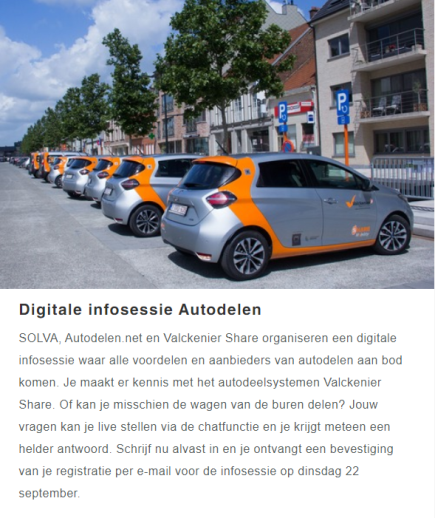 P
P
Digitale infosessie Autodelen
SOLVA, Autodelen.net en Valckenier Share organiseren een digitale
infosessie waar alle voordelen en aanbieders van autodelen aan bod
komen. Je maakt er kennis met het autodeelsystemen Valckenier
Share. Of kan je misschien de wagen van de buren delen? Jouw
vragen kan je live stellen via de chatfunctie en je krijgt meteen een
helder antwoord. Schrijf nu alvast in en je ontvangt een bevestiging
van je registratie per e-mail voor de infosessie op dinsdag 22
september.